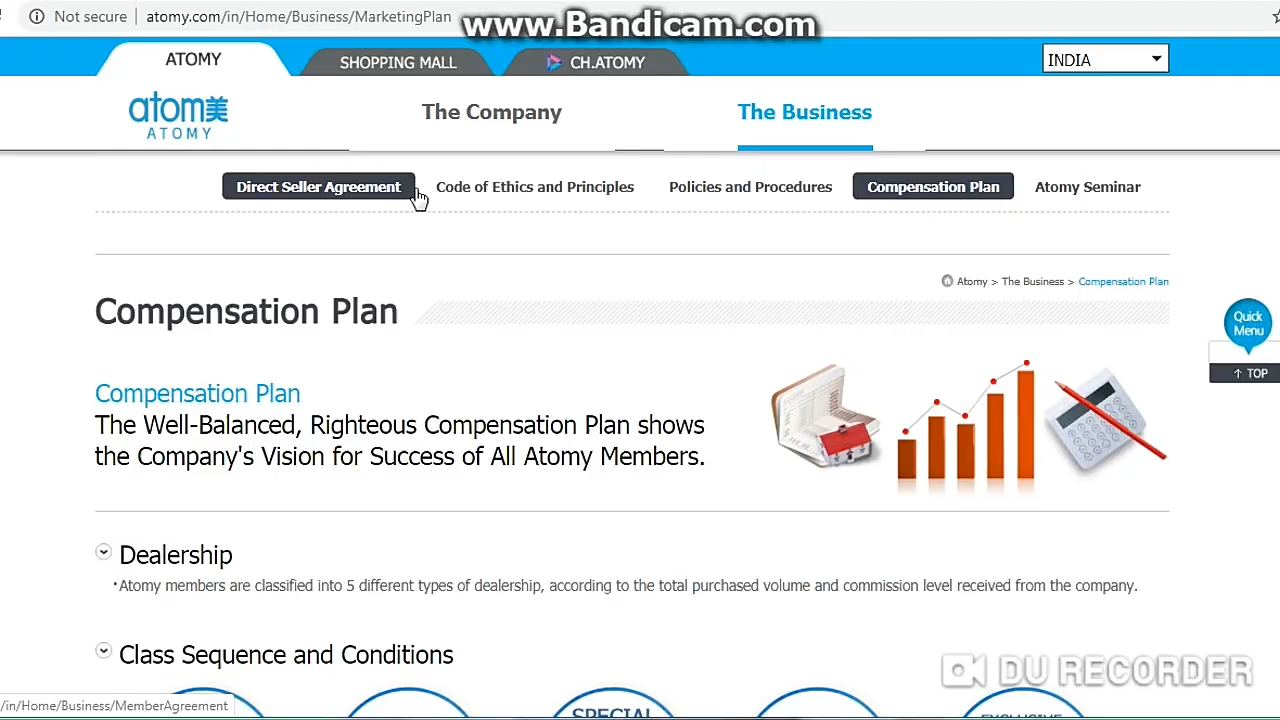 Not secure
atomy.com/in/Home/Business/MarketingPlan
www.Bandicam.com
ATOMY
SHOPPING MALL
CH.ATOMY
INDIA
atom美
ATOMY
The Company
The Business
Direct Seller Agreement
Code of Ethics and Principles
Policies and Procedures
Compensation Plan
Atomy Seminar
Atomy > The Business > Compensation Plan
Compensation Plan
Quick
Menu
↑ TOP
Compensation Plan
The Well-Balanced, Righteous Compensation Plan shows
the Company's Vision for Success of All Atomy Members.
Dealership
·Atomy members are classified into 5 different types of dealership, according to the total purchased volume and commission level received from the company.
Class Sequence and Conditions
DU RECORDER
/in/Home/Business/MemberAgreement
SPECIAL
EXCLUSIVE